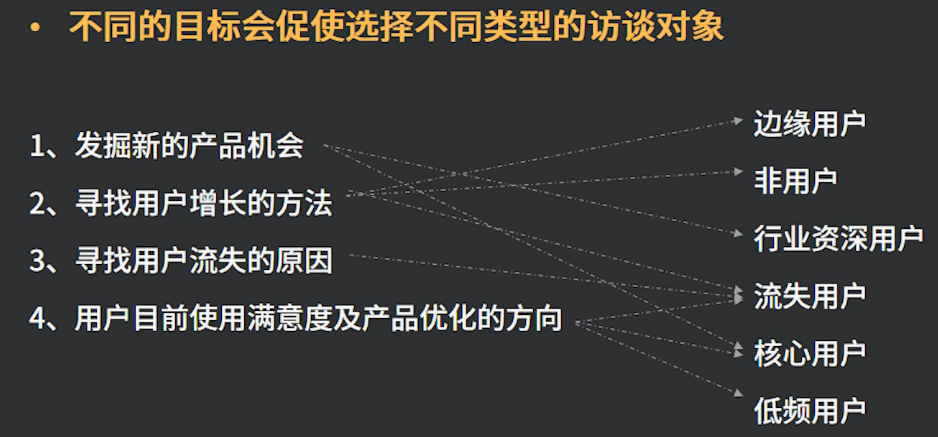 • 不同的目标会促使选择不同类型的访谈对象
1、发掘新的产品机会
2、寻找用户增长的方法
3、寻找用户流失的原因
4、用户目前使用满意度及产品优化的方向
边缘用户
非用户
行业资深用户
流失用户
核心用户
低频用户